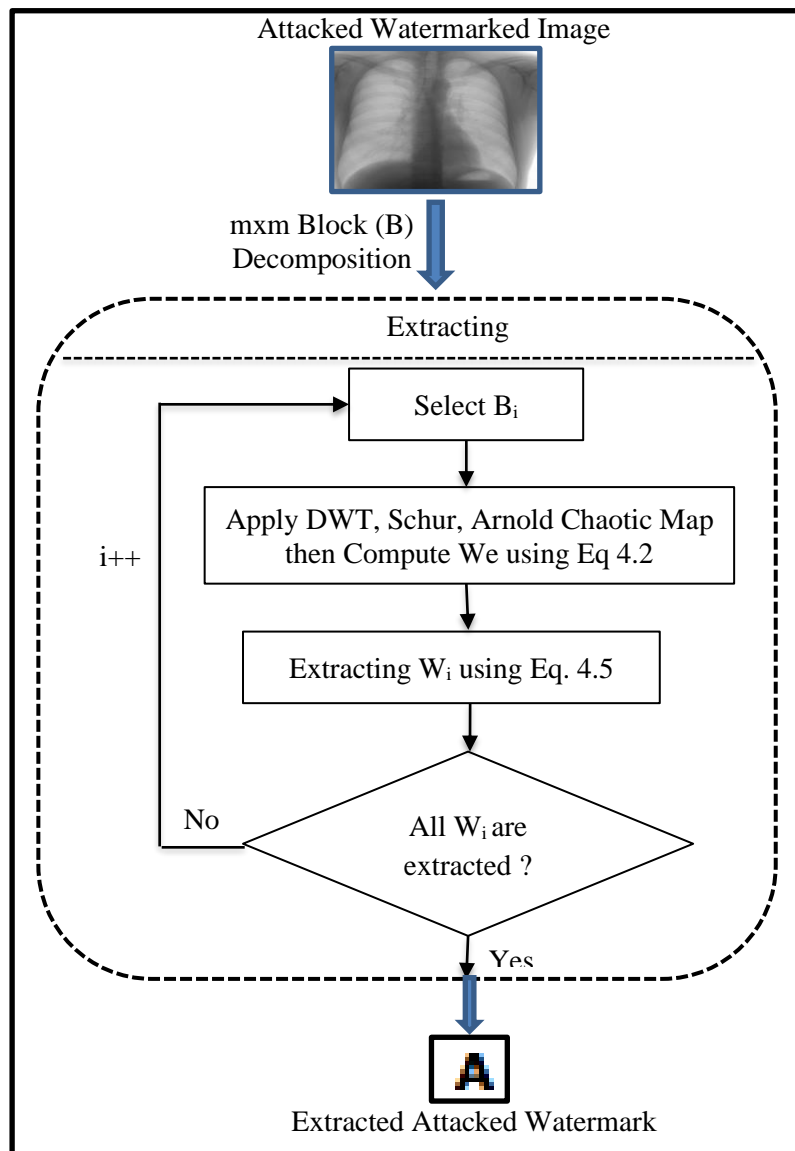 Attacked Watermarked Image
mxm Block (B)
Decomposition
Extracting
Select Bi
Apply DWT, Schur, Arnold Chaotic Map
then Compute We using Eq 4.2
i++
Extracting Wi using Eq. 4.5
No
All Wi are
extracted ?
Yes
A
Extracted Attacked Watermark